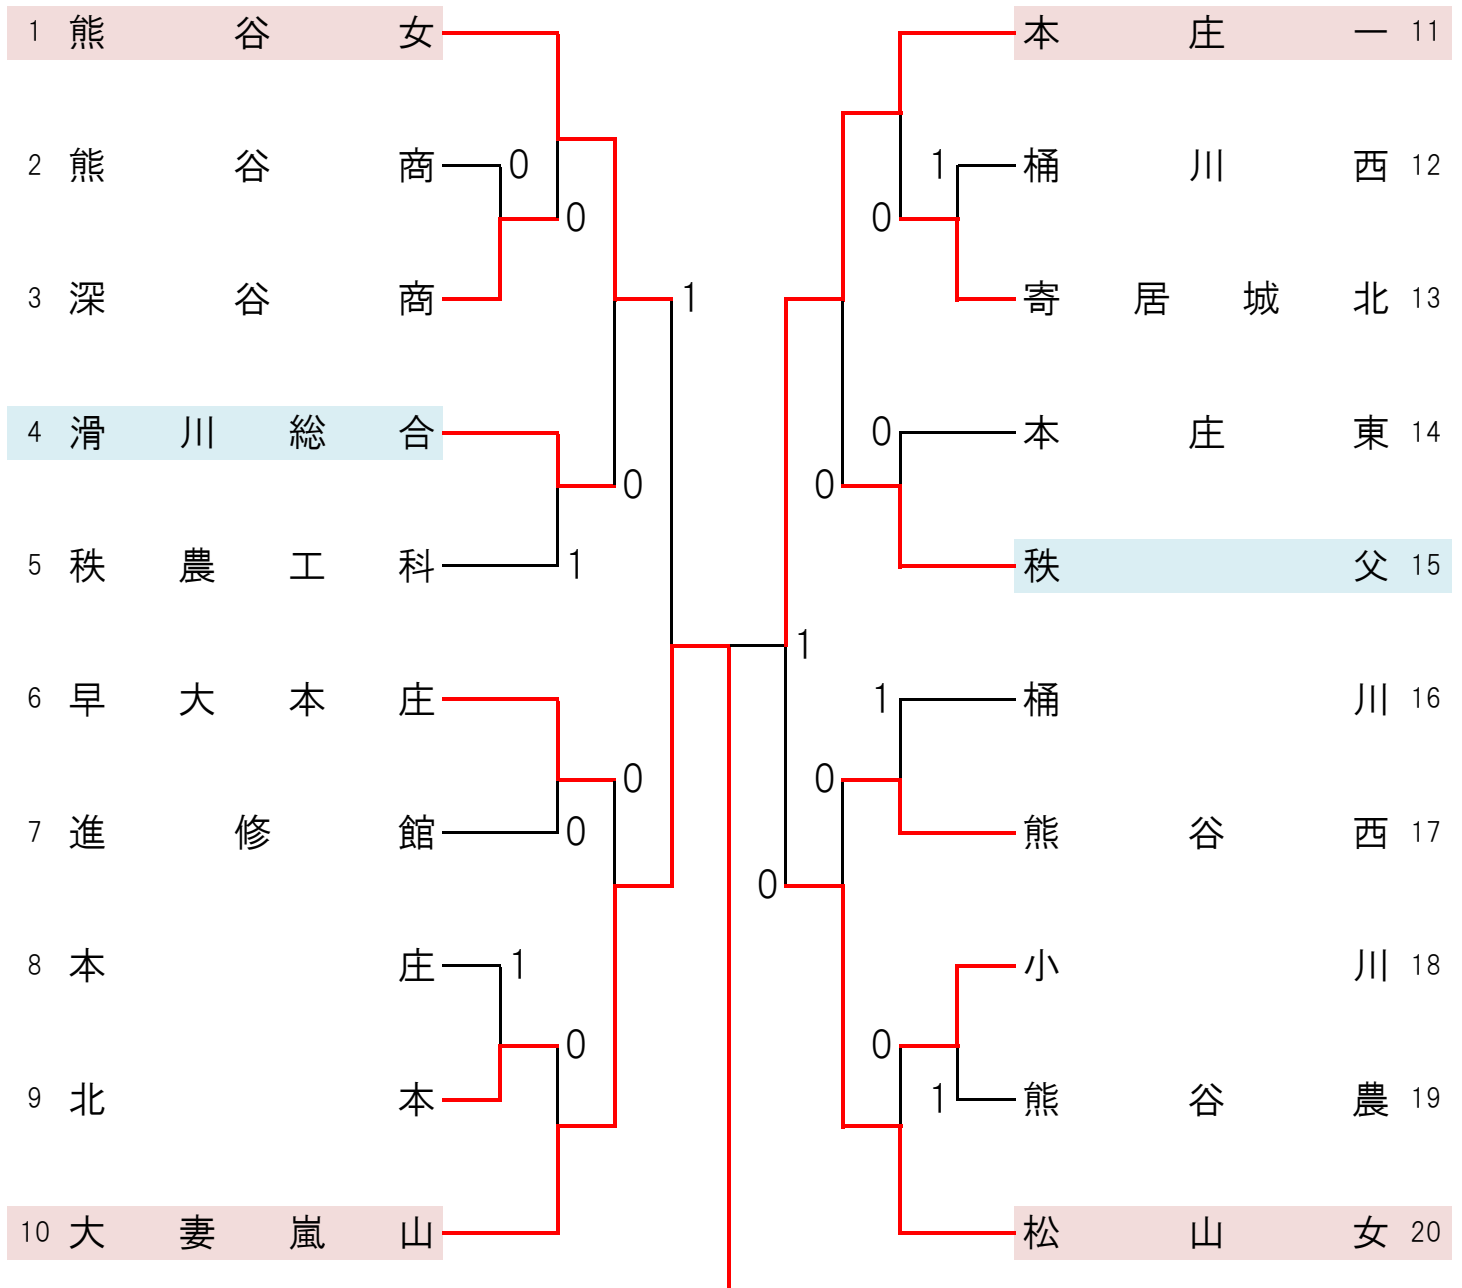 1 熊谷女
2 熊谷商 0
0
3 深谷商
1
4 滑川総合
0
5 秩農工科 1
6 早大本庄
0
7 進修館 0
8 本庄 1
0
9 北本
10 大妻嵐山
本庄一 11
1 桶川西 12
0
寄居城北 13
0 本庄東 14
0
秩父 15
1
1 桶川 16
0
熊谷西 17
0
小川 18
0
1 熊谷農 19
松山女 20